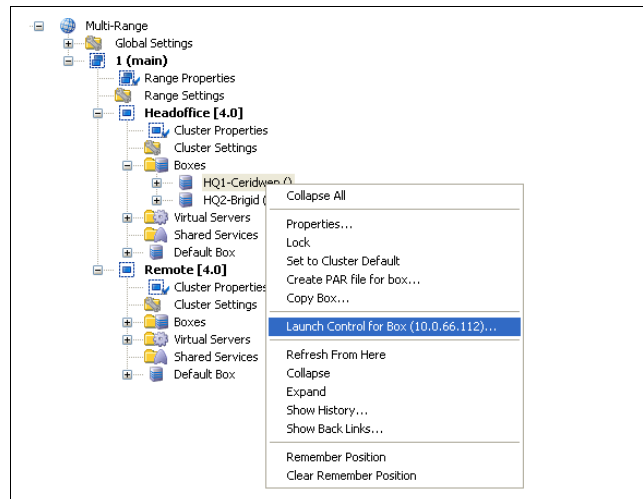 Multi-Range
Global Settings
1 (main)
Range Properties
Range Settings
Headoffice [4.0]
Cluster Properties
Cluster Settings
Boxes
HQ1-Ceridwen ()
HQ2-Brigid (
Virtual Servers
Shared Services
Default Box
Remote [4.0]
Cluster Properties
Cluster Settings
Boxes
Virtual Servers
Shared Services
Default Box
Collapse All
Properties...
Lock
Set to Cluster Default
Create PAR file for box...
Copy Box...
Launch Control for Box (10.0.66.112)...
Refresh From Here
Collapse
Expand
Show History...
Show Back Links...
Remember Position
Clear Remember Position